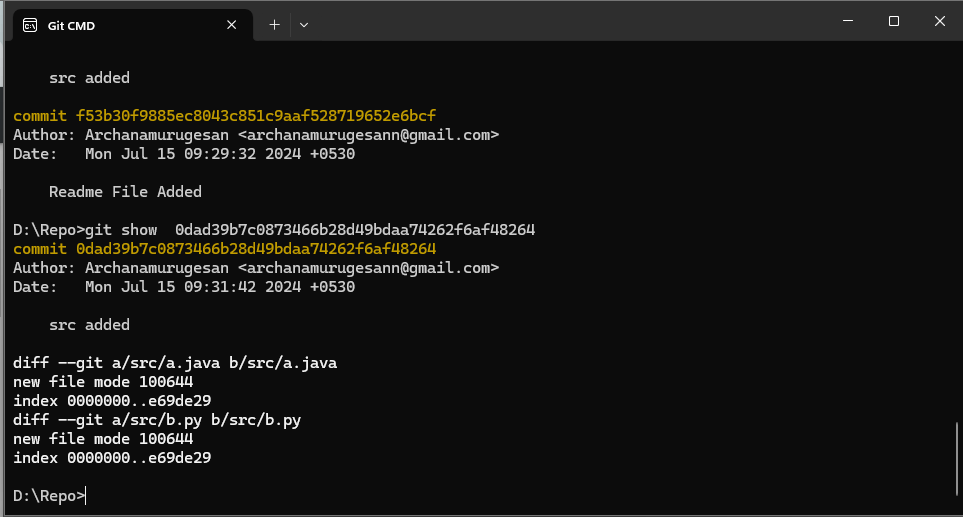 Git CMD
src added
commit f53b30f9885ec8043c851c9aaf528719652e6bcf
Author: Archanamurugesan <archanamurugesann@gmail.com>
Date:   Mon Jul 15 09:29:32 2024 +0530
Readme File Added
D:\Repo>git show  0dad39b7c0873466b28d49bdaa74262f6af48264
commit 0dad39b7c0873466b28d49bdaa74262f6af48264
Author: Archanamurugesan <archanamurugesann@gmail.com>
Date:   Mon Jul 15 09:31:42 2024 +0530
src added
diff --git a/src/a.java b/src/a.java
new file mode 100644
index 0000000..e69de29
diff --git a/src/b.py b/src/b.py
new file mode 100644
index 0000000..e69de29
D:\Repo>